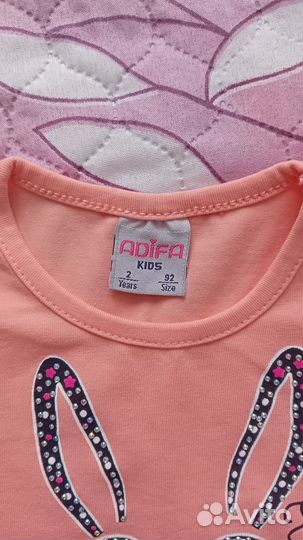 ADIFA
KIDS
2 92
Years Size
Avito